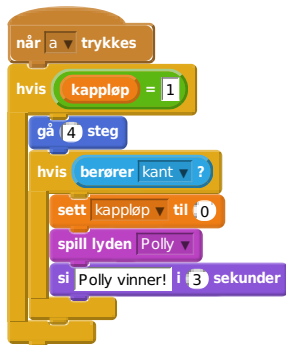 når a trykkes
hvis kappløp = 1
gå 4 steg
hvis berører kant ?
sett kappløp til 0
spill lyden Polly
si Polly vinner! i 3 sekunder